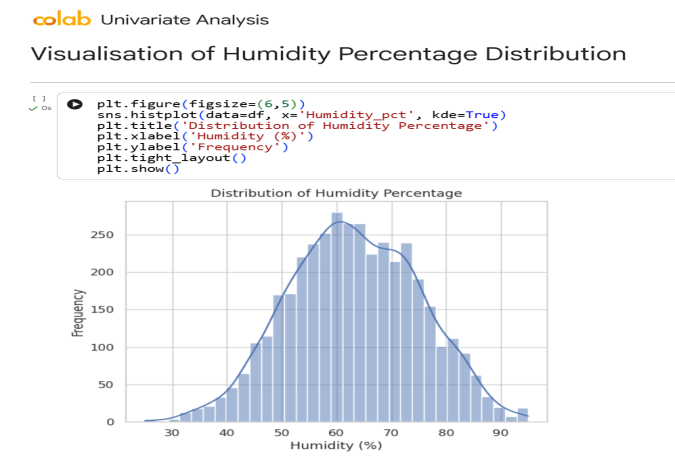 colab Univariate Analysis
Visualisation of Humidity Percentage Distribution
[ ]
0s
plt.figure(figsize=(6,5))
sns.histplot(data=df, x='Humidity_pct', kde=True)
plt.title('Distribution of Humidity Percentage')
plt.xlabel('Humidity (%)')
plt.ylabel('Frequency')
plt.tight_layout()
plt.show()
Distribution of Humidity Percentage
Frequency
250
200
150
100
50
0
30 40 50 60 70 80 90
Humidity (%)